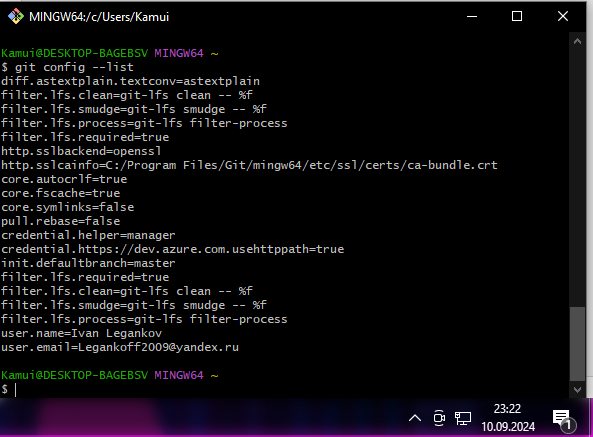 MINGW64:/c/Users/Kamui
Kamui@DESKTOP-BAGEBSV MINGW64 ~
$ git config --list
diff.astextplain.textconv=astextplain
filter.lfs.clean=git-lfs clean -- %f
filter.lfs.smudge=git-lfs smudge -- %f
filter.lfs.process=git-lfs filter-process
filter.lfs.required=true
http.sslbackend=openssl
http.sslcainfo=C:/Program Files/Git/mingw64/etc/ssl/certs/ca-bundle.crt
core.autocrlf=true
core.fscache=true
core.symlinks=false
pull.rebase=false
credential.helper=manager
credential.https://dev.azure.com.usehttppath=true
init.defaultbranch=master
filter.lfs.required=true
filter.lfs.clean=git-lfs clean -- %f
filter.lfs.smudge=git-lfs smudge -- %f
filter.lfs.process=git-lfs filter-process
user.name=Ivan Legankov
user.email=Legankoff2009@yandex.ru
Kamui@DESKTOP-BAGEBSV MINGW64 ~
$
23:22
10.09.2024
1